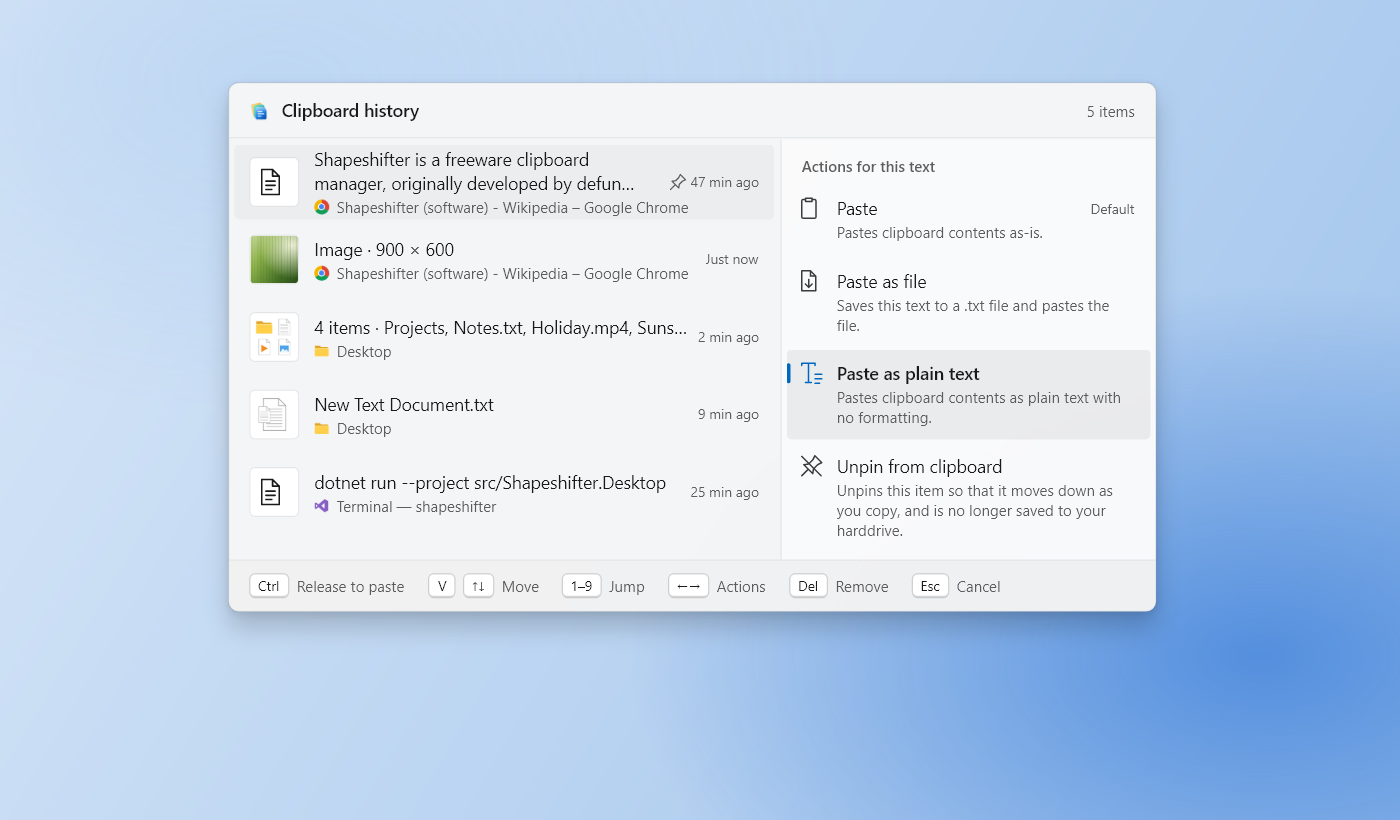 Clipboard history
5 items
Shapeshifter is a freeware clipboard
manager, originally developed by defun...
47 min ago
Shapeshifter (software) - Wikipedia – Google Chrome
Image · 900 × 600
Shapeshifter (software) - Wikipedia – Google Chrome
Just now
4 items · Projects, Notes.txt, Holiday.mp4, Suns...
Desktop
2 min ago
New Text Document.txt
Desktop
9 min ago
dotnet run --project src/Shapeshifter.Desktop
Terminal — shapeshifter
25 min ago
Actions for this text
Paste
Default
Pastes clipboard contents as-is.
Paste as file
Saves this text to a .txt file and pastes the
file.
Paste as plain text
Pastes clipboard contents as plain text with
no formatting.
Unpin from clipboard
Unpins this item so that it moves down as
you copy, and is no longer saved to your
harddrive.
Ctrl Release to paste V ↑↓ Move 1–9 Jump ←→ Actions Del Remove Esc Cancel